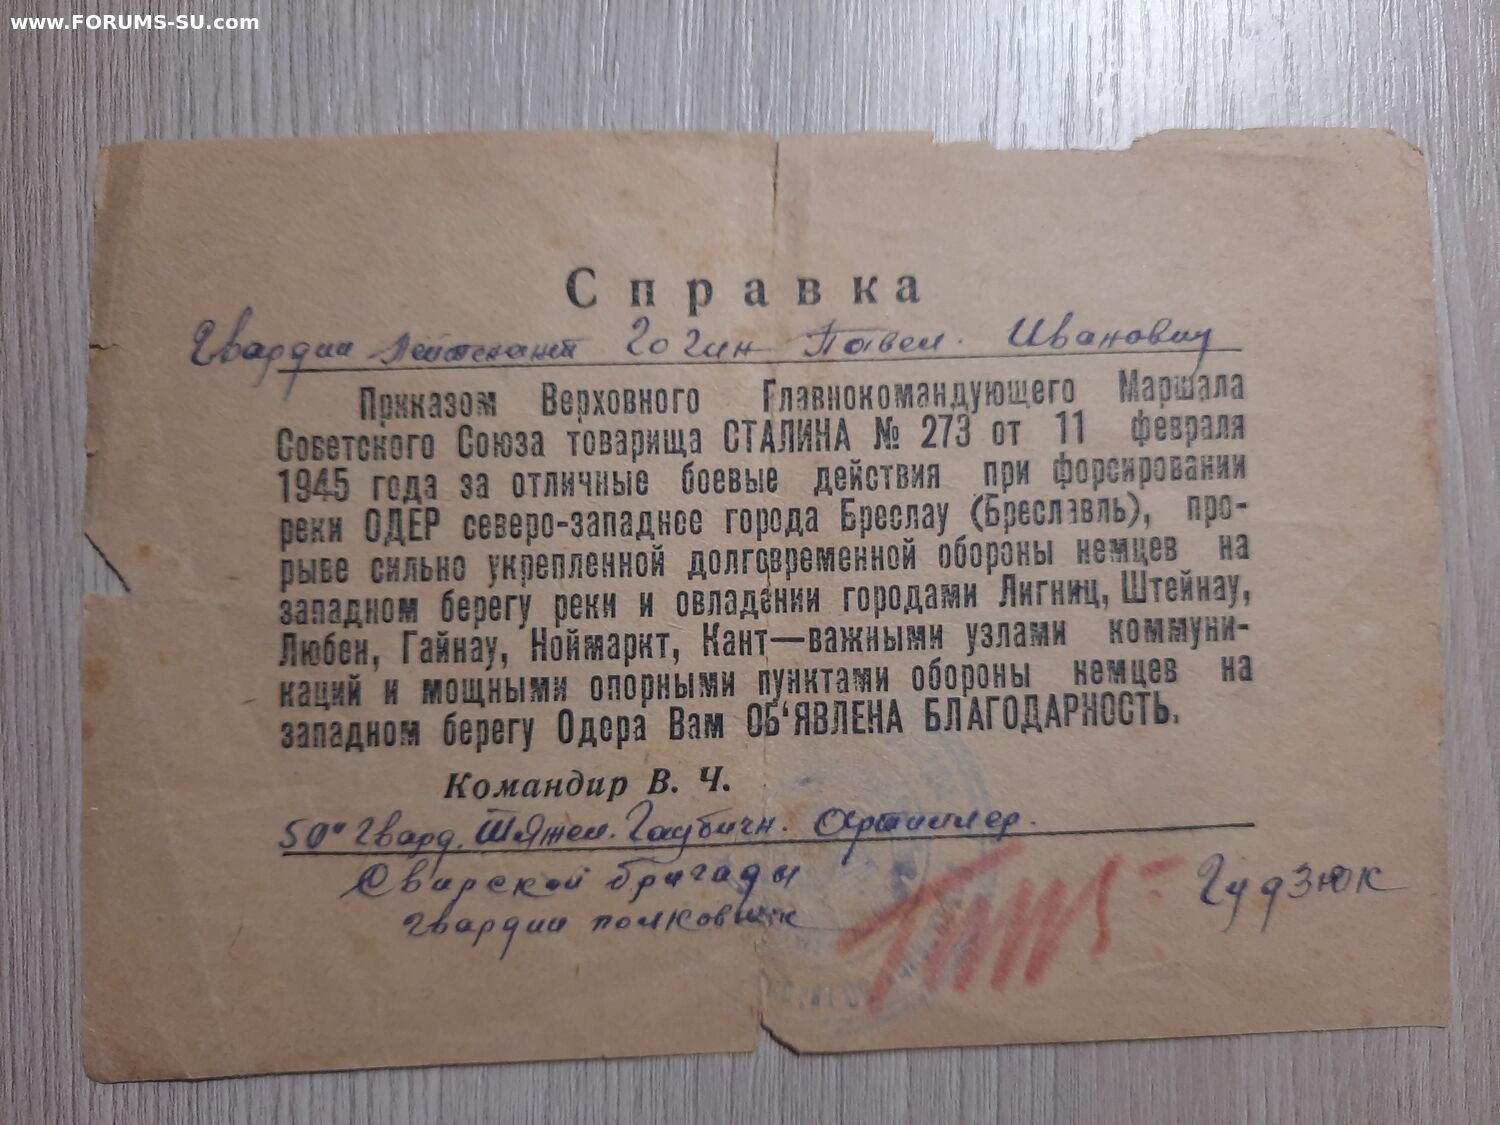 www.FORUMS-SU.com
Справка
Гвардии Лейтенант Гогин Павел. Иванович
Приказом Верховного Главнокомандующего Маршала
Советского Союза товарища СТАЛИНА № 273 от 11 февраля
1945 года за отличные боевые действия при форсировании
реки ОДЕР северо-западнее города Бреслау (Бреславль), про-
рыве сильно укрепленной долговременной обороны немцев на
западном берегу реки и овладении городами Лигниц, Штейнау,
Любен, Гайнау, Ноймаркт, Кант—важными узлами коммуни-
каций и мощными опорными пунктами обороны немцев на
западном берегу Одера Вам ОБ‘ЯВЛЕНА БЛАГОДАРНОСТЬ.
Командир В. Ч.
50й Гвард. Тяжел. Гаубичн. Артиллер.
Свирской бригады
гвардии полковник Гудзюк